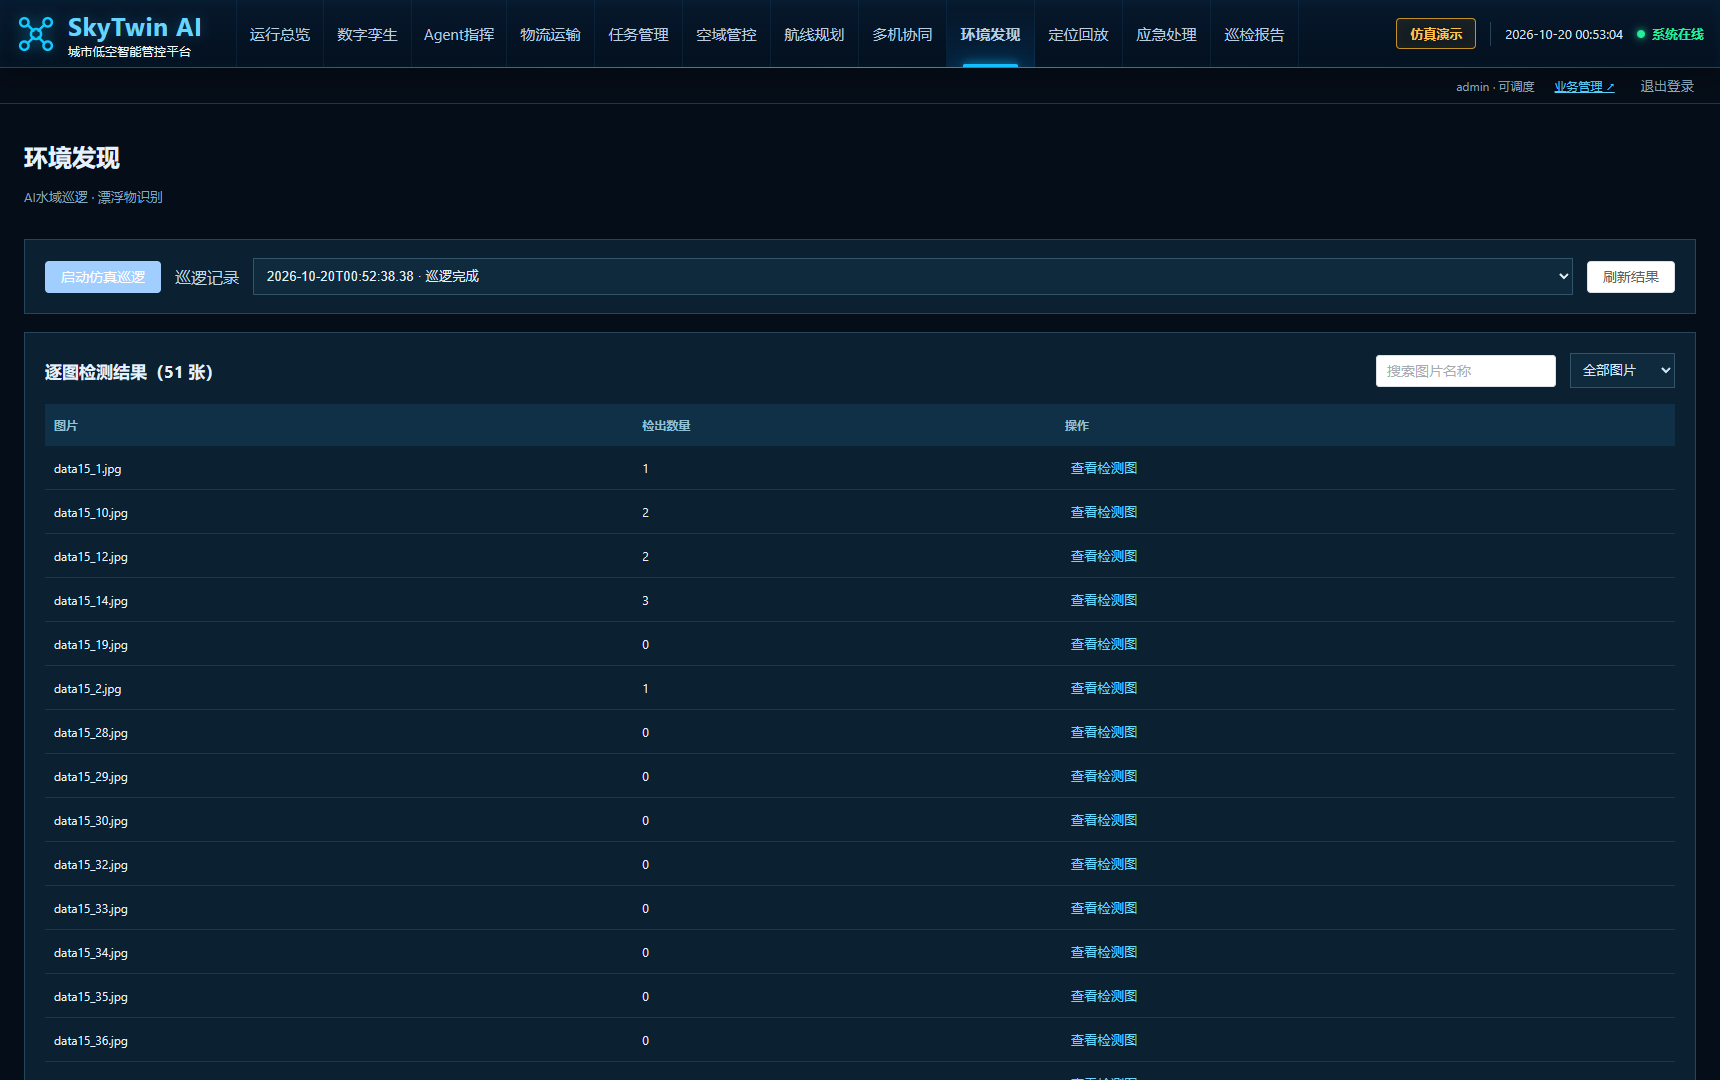 SkyTwin AI
城市低空智能管控平台
运行总览 数字孪生 Agent指挥 物流运输 任务管理 空域管控 航线规划 多机协同 环境发现 定位回放 应急处理 巡检报告
仿真演示 2026-10-20 00:53:04 系统在线
admin · 可调度 业务管理 ↗ 退出登录
环境发现
AI水域巡逻 · 漂浮物识别
启动仿真巡逻 巡逻记录 2026-10-20T00:52:38.38 · 巡逻完成 刷新结果
逐图检测结果（51 张） 搜索图片名称 全部图片
图片 检出数量 操作
data15_1.jpg 1 查看检测图
data15_10.jpg 2 查看检测图
data15_12.jpg 2 查看检测图
data15_14.jpg 3 查看检测图
data15_19.jpg 0 查看检测图
data15_2.jpg 1 查看检测图
data15_28.jpg 0 查看检测图
data15_29.jpg 0 查看检测图
data15_30.jpg 0 查看检测图
data15_32.jpg 0 查看检测图
data15_33.jpg 0 查看检测图
data15_34.jpg 0 查看检测图
data15_35.jpg 0 查看检测图
data15_36.jpg 0 查看检测图